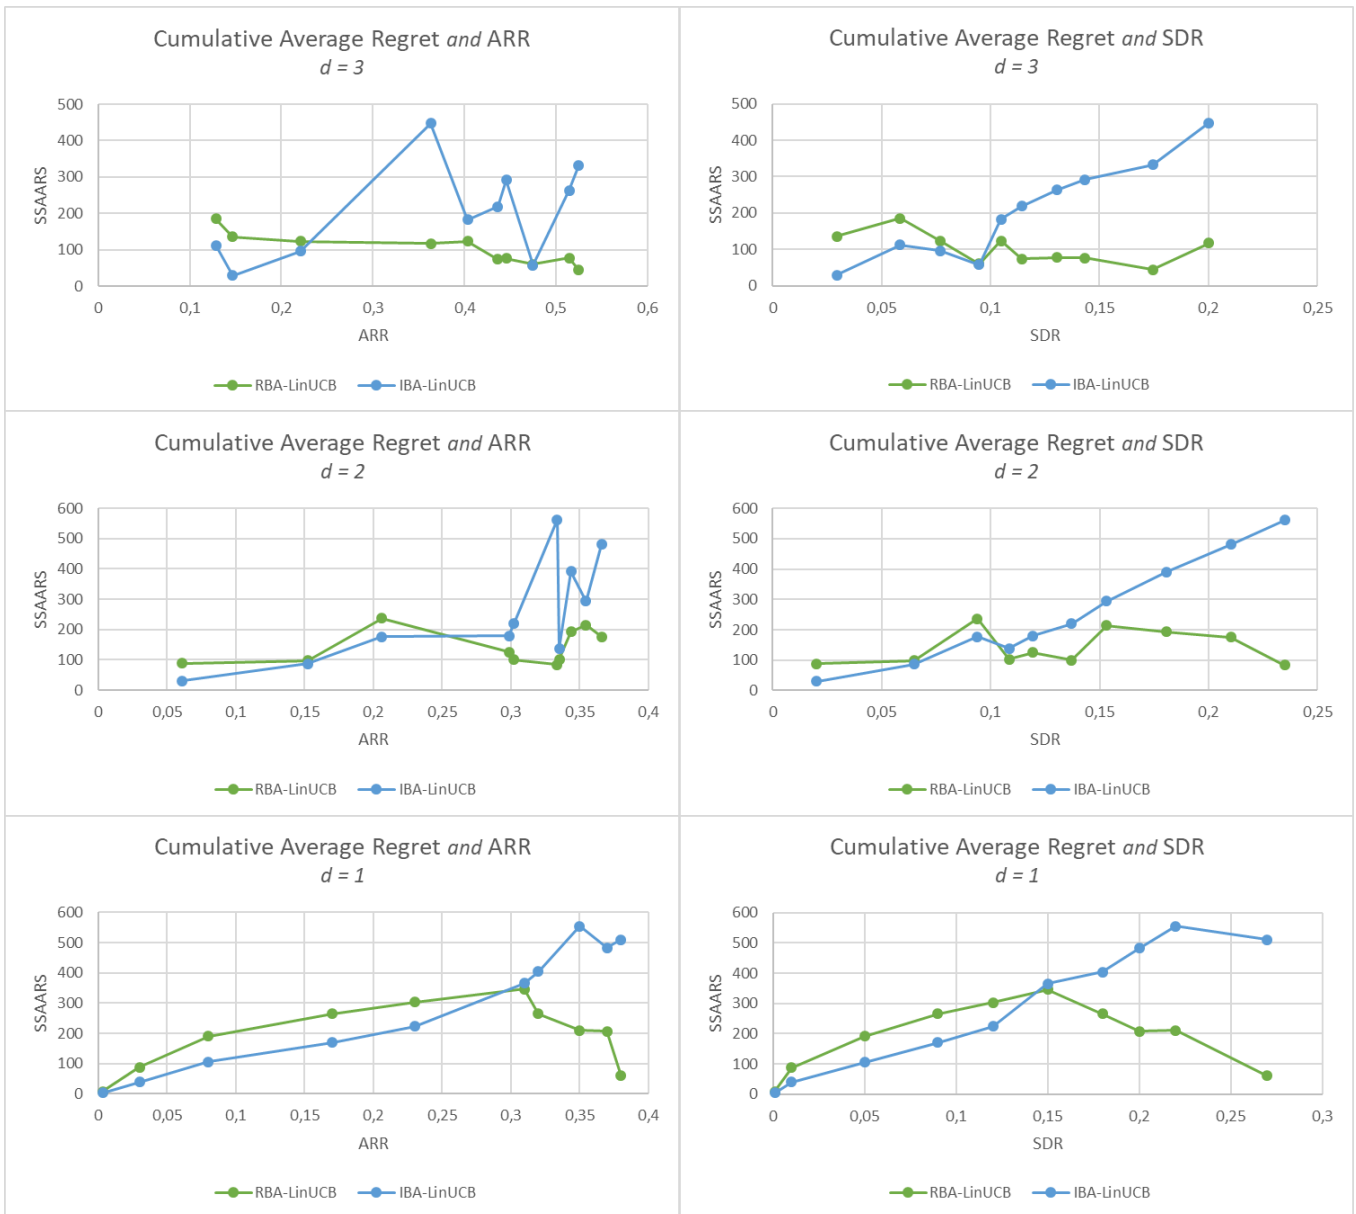 Cumulative Average Regret and ARR
d = 3
500
400
300
200
100
0
SSAARS
0 0,1 0,2 0,3 0,4 0,5 0,6
ARR
RBA-LinUCB IBA-LinUCB
Cumulative Average Regret and SDR
d = 3
500
400
300
200
100
0
SSAARS
0 0,05 0,1 0,15 0,2 0,25
SDR
RBA-LinUCB IBA-LinUCB
Cumulative Average Regret and ARR
d = 2
600
500
400
300
200
100
0
SSAARS
0 0,05 0,1 0,15 0,2 0,25 0,3 0,35 0,4
ARR
RBA-LinUCB IBA-LinUCB
Cumulative Average Regret and SDR
d = 2
600
500
400
300
200
100
0
SSAARS
0 0,05 0,1 0,15 0,2 0,25
SDR
RBA-LinUCB IBA-LinUCB
Cumulative Average Regret and ARR
d = 1
600
500
400
300
200
100
0
SSAARS
0 0,05 0,1 0,15 0,2 0,25 0,3 0,35 0,4
ARR
RBA-LinUCB IBA-LinUCB
Cumulative Average Regret and SDR
d = 1
600
500
400
300
200
100
0
SSAARS
0 0,05 0,1 0,15 0,2 0,25 0,3
SDR
RBA-LinUCB IBA-LinUCB